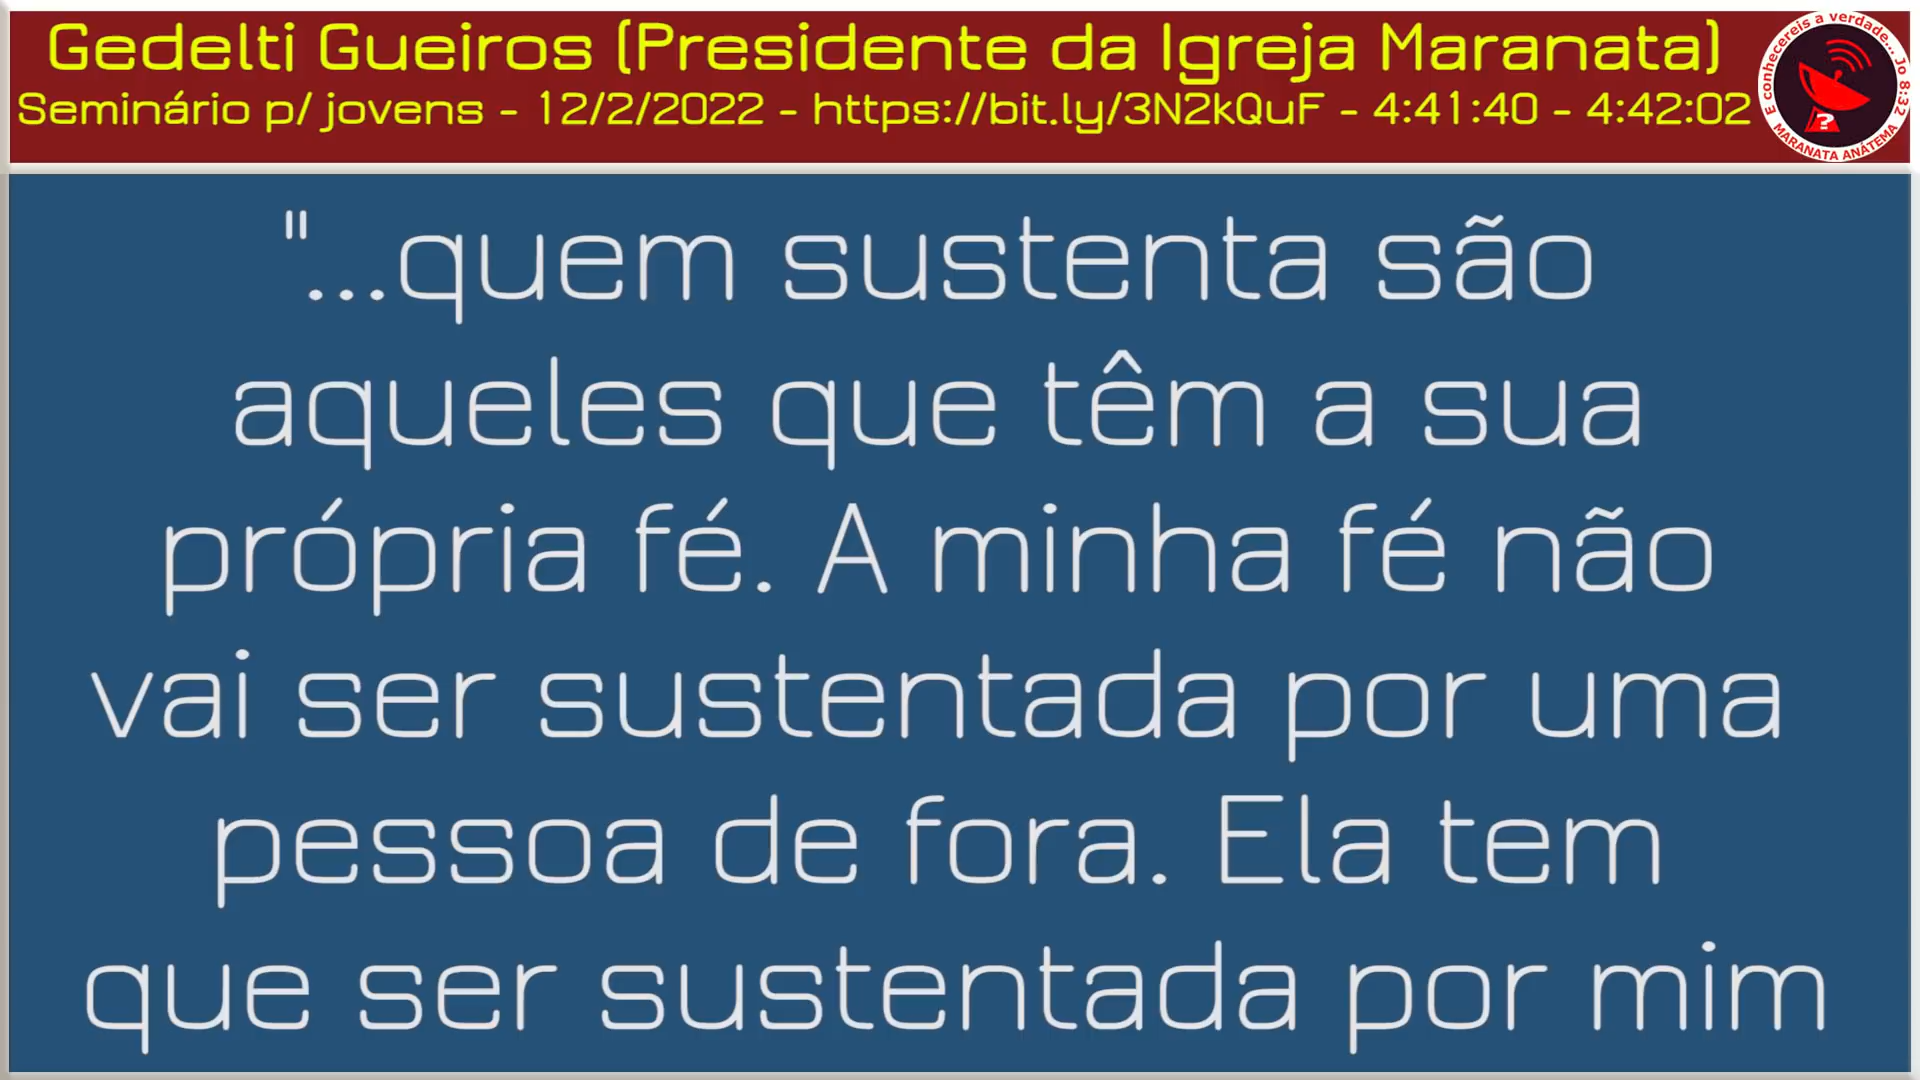 Gedelti Gueiros (Presidente da Igreja Maranata)
Seminário p/ jovens - 12/2/2022 - https://bit.ly/3N2kQuF - 4:41:40 - 4:42:02
E conhecereis a verdade... Jo 8:32
?
MARANATA ANÁTEMA
"...quem sustenta são
aqueles que têm a sua
própria fé. A minha fé não
vai ser sustentada por uma
pessoa de fora. Ela tem
que ser sustentada por mim